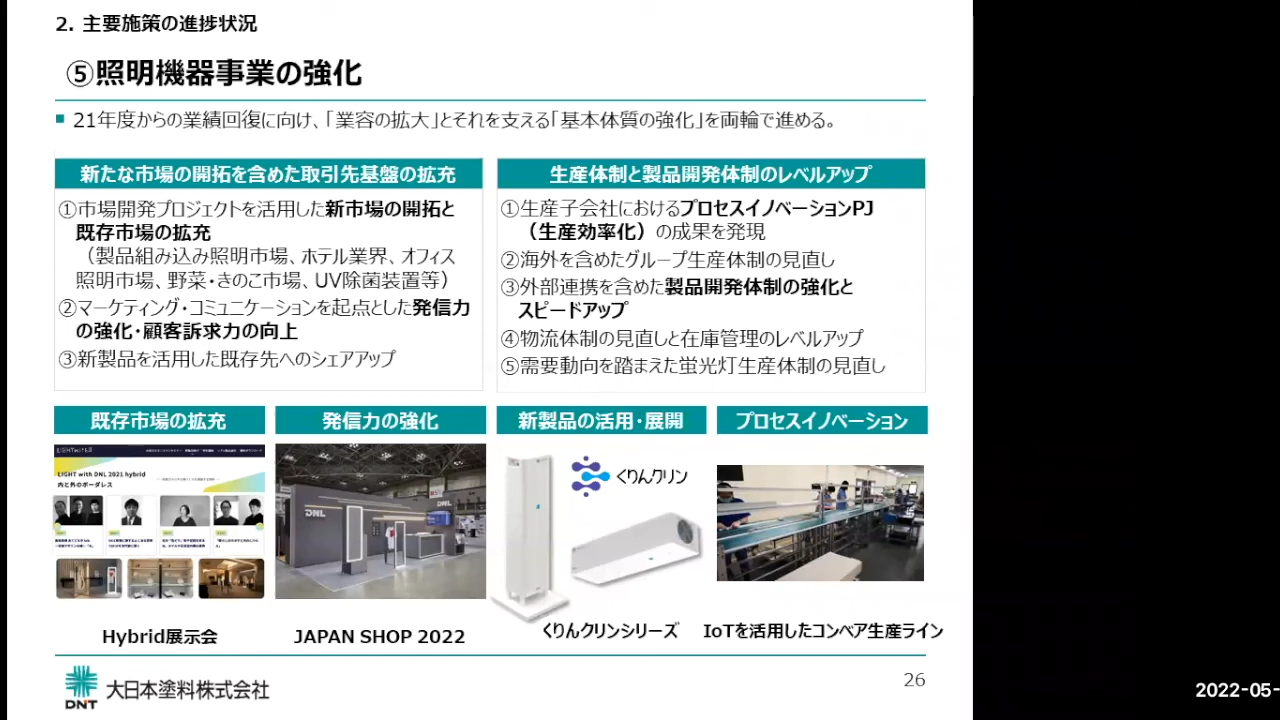 2. 主要施策の進捗状況
⑤照明機器事業の強化
■ 21年度からの業績回復に向け、「業容の拡大」とそれを支える「基本体質の強化」を両輪で進める。
新たな市場の開拓を含めた取引先基盤の拡充
①市場開発プロジェクトを活用した新市場の開拓と
既存市場の拡充
（製品組み込み照明市場、ホテル業界、オフィス
照明市場、野菜・きのこ市場、UV除菌装置等）
②マーケティング・コミュニケーションを起点とした発信力
の強化・顧客訴求力の向上
③新製品を活用した既存先へのシェアアップ
生産体制と製品開発体制のレベルアップ
①生産子会社におけるプロセスイノベーションPJ
（生産効率化）の成果を発現
②海外を含めたグループ生産体制の見直し
③外部連携を含めた製品開発体制の強化と
スピードアップ
④物流体制の見直しと在庫管理のレベルアップ
⑤需要動向を踏まえた蛍光灯生産体制の見直し
既存市場の拡充
発信力の強化
新製品の活用・展開
プロセスイノベーション
LIGHT with DNL 2021 hybrid
内と外のボーダレス
DNL
DNL
くりんクリン
Hybrid展示会
JAPAN SHOP 2022
くりんクリンシリーズ
IoTを活用したコンベア生産ライン
DNT
大日本塗料株式会社
26
2022-05-